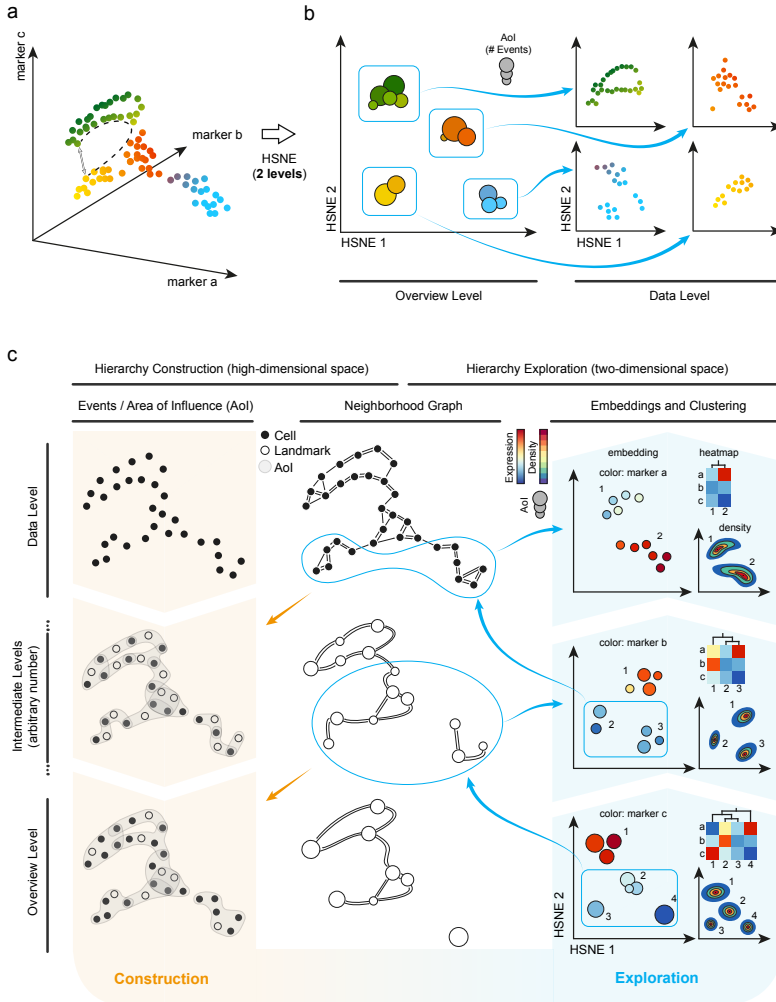 a
marker c
marker b
marker a
HSNE
(2 levels)
b
AoI
(# Events)
HSNE 2
HSNE 1
HSNE 2
HSNE 1
Overview Level
Data Level
c
Hierarchy Construction (high-dimensional space)
Hierarchy Exploration (two-dimensional space)
Events / Area of Influence (AoI)
Neighborhood Graph
Embeddings and Clustering
Cell
Landmark
AoI
Expression
Density
AoI
Data Level
embedding
color: marker a
1
2
heatmap
a
b
c
1 2
density
1
2
Intermediate Levels
(arbitrary number)
color: marker b
1
2
3
a
b
c
1 2 3
1
2
3
Overview Level
color: marker c
1
2
3
4
HSNE 2
HSNE 1
a
b
c
1 2 3 4
1
2
3
4
Construction
Exploration